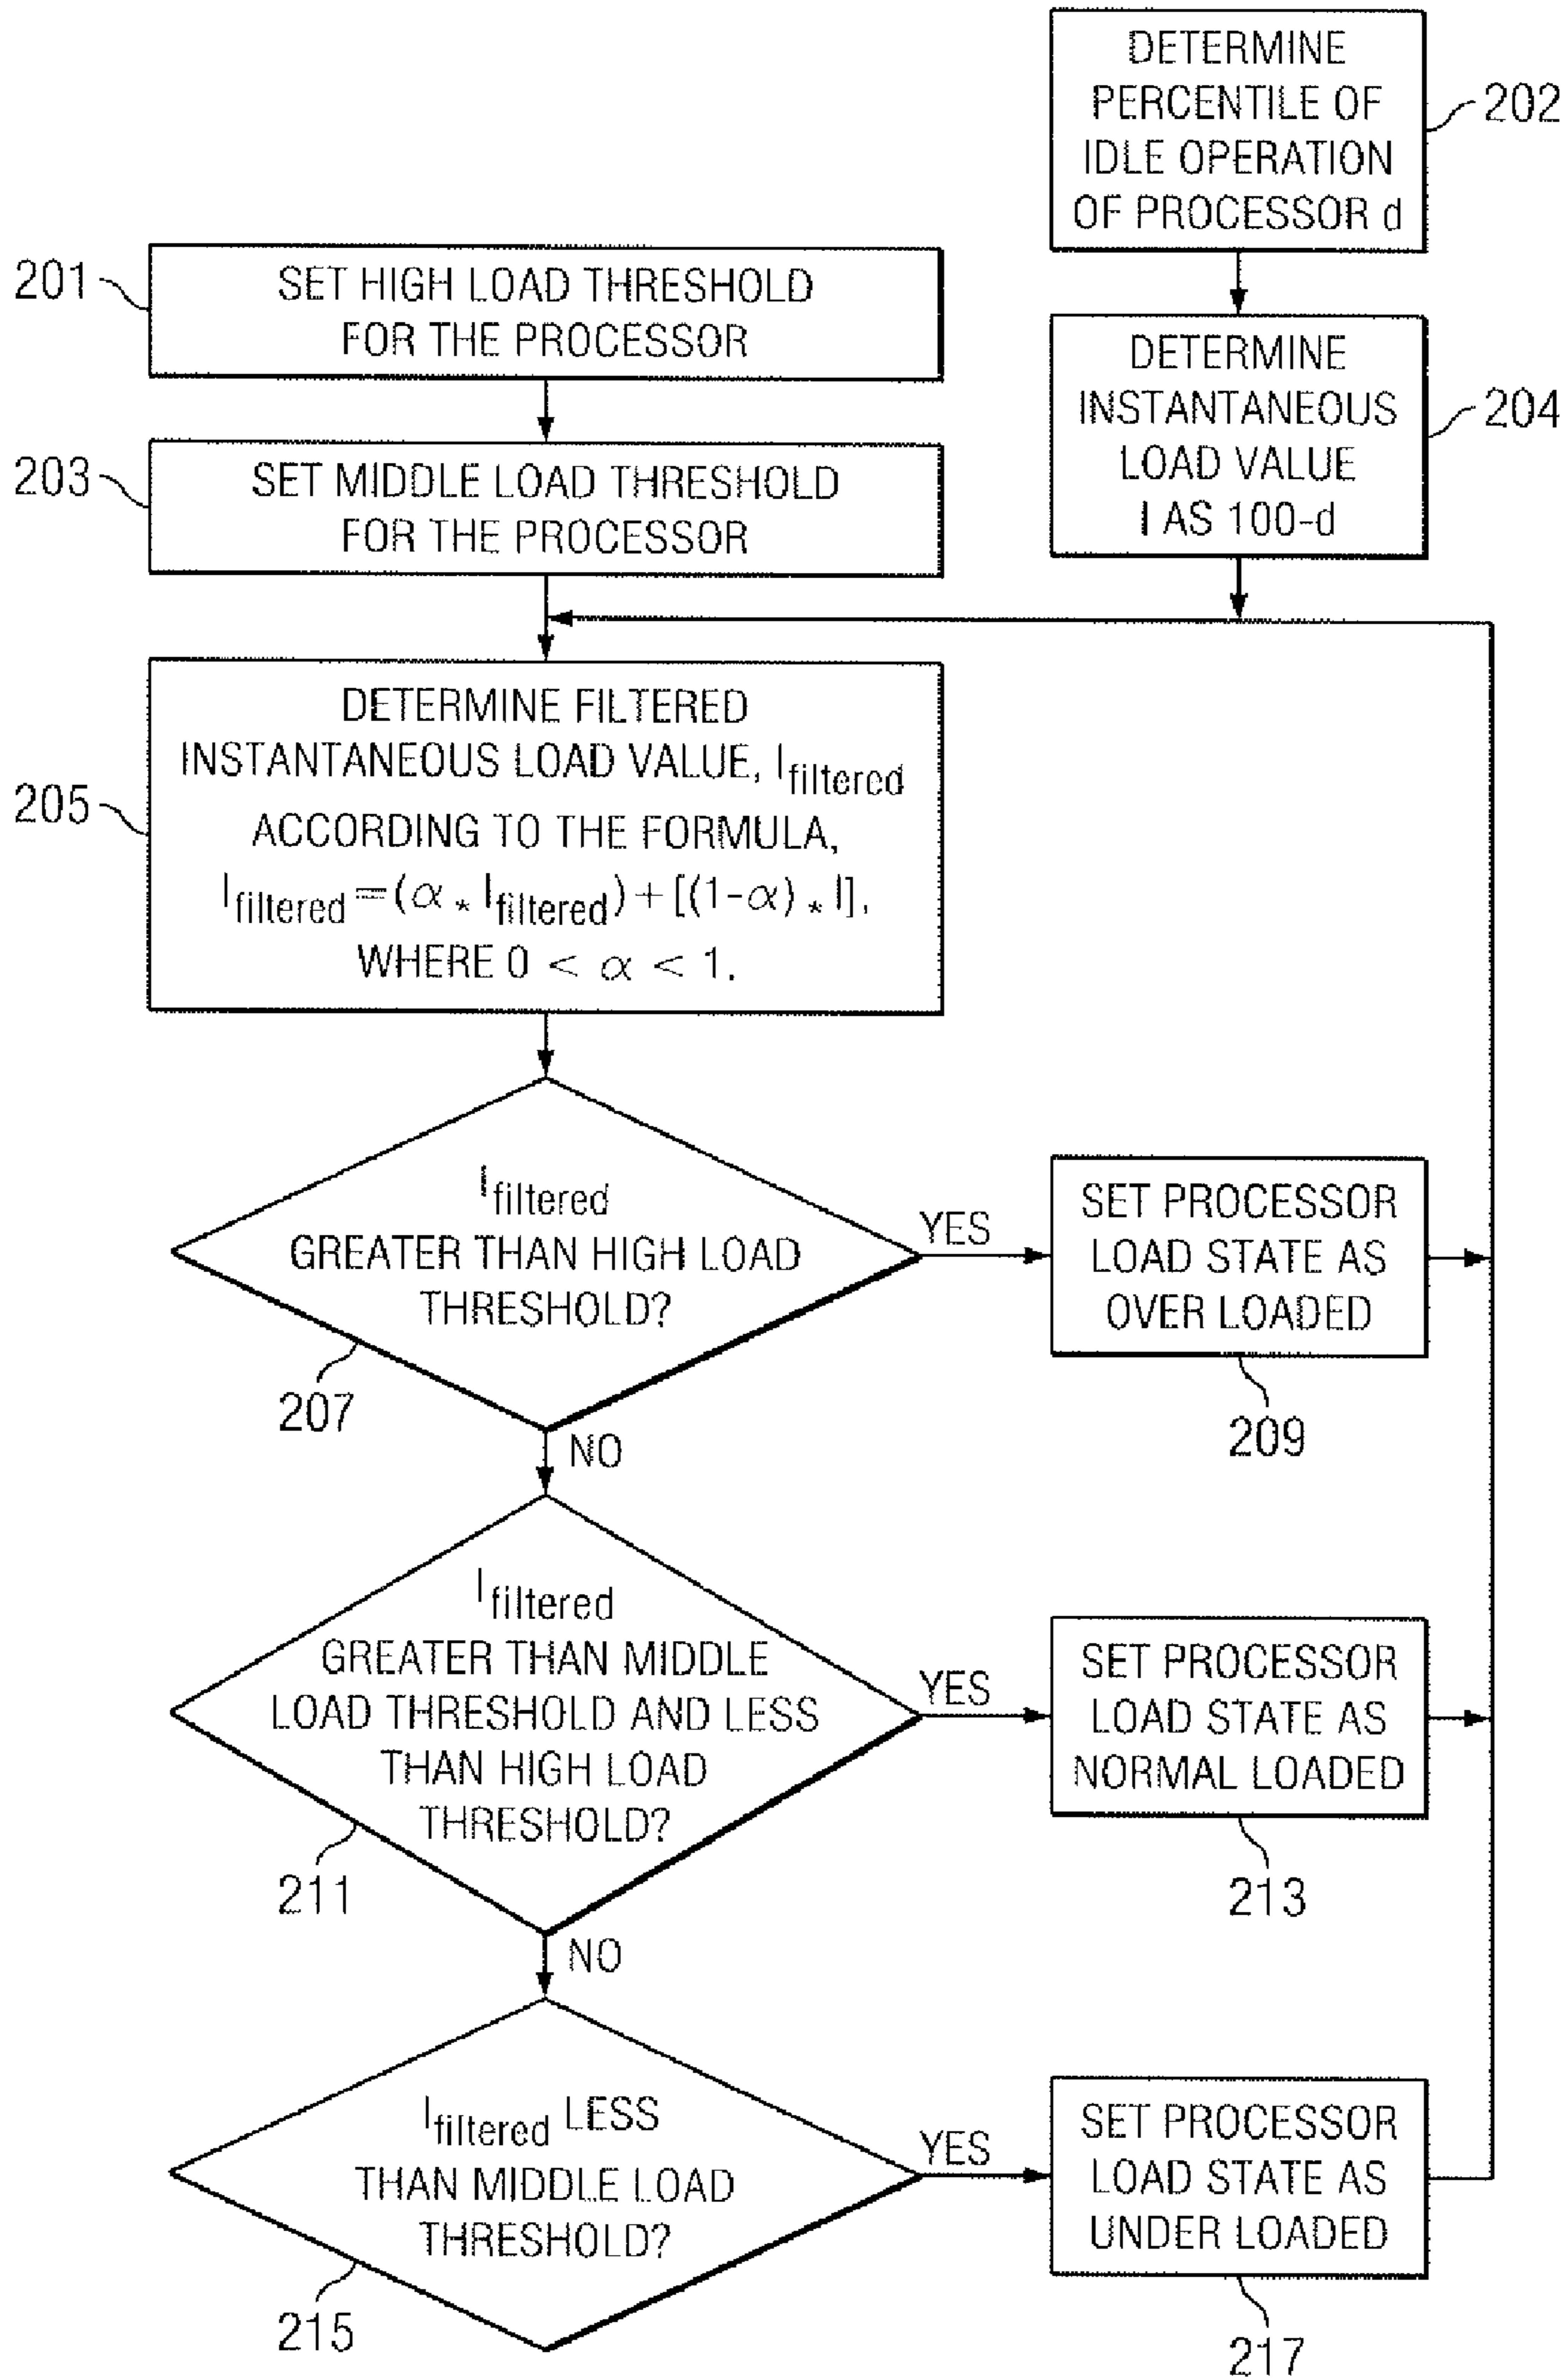 DETERMINE
PERCENTILE OF
IDLE OPERATION
OF PROCESSOR d
202
201
SET HIGH LOAD THRESHOLD
FOR THE PROCESSOR
DETERMINE
INSTANTANEOUS
LOAD VALUE
I AS 100-d
204
203
SET MIDDLE LOAD THRESHOLD
FOR THE PROCESSOR
205
DETERMINE FILTERED
INSTANTANEOUS LOAD VALUE, Ifiltered
ACCORDING TO THE FORMULA,
Ifiltered=(α * Ifiltered)+[(1-α) * I],
WHERE 0 < α < 1.
Ifiltered
GREATER THAN HIGH LOAD
THRESHOLD?
207
YES
SET PROCESSOR
LOAD STATE AS
OVER LOADED
209
NO
Ifiltered
GREATER THAN MIDDLE
LOAD THRESHOLD AND LESS
THAN HIGH LOAD
THRESHOLD?
211
YES
SET PROCESSOR
LOAD STATE AS
NORMAL LOADED
213
NO
Ifiltered LESS
THAN MIDDLE LOAD
THRESHOLD?
215
YES
SET PROCESSOR
LOAD STATE AS
UNDER LOADED
217